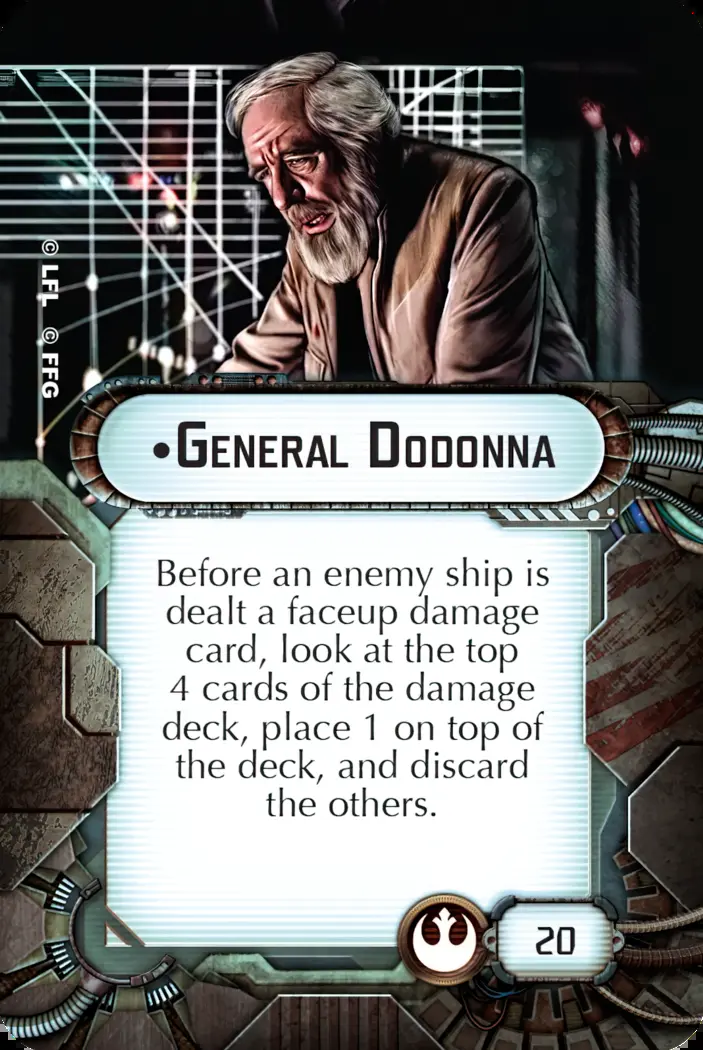 © LFL © FFG
•General Dodonna
Before an enemy ship is
dealt a faceup damage
card, look at the top
4 cards of the damage
deck, place 1 on top of
the deck, and discard
the others.
20